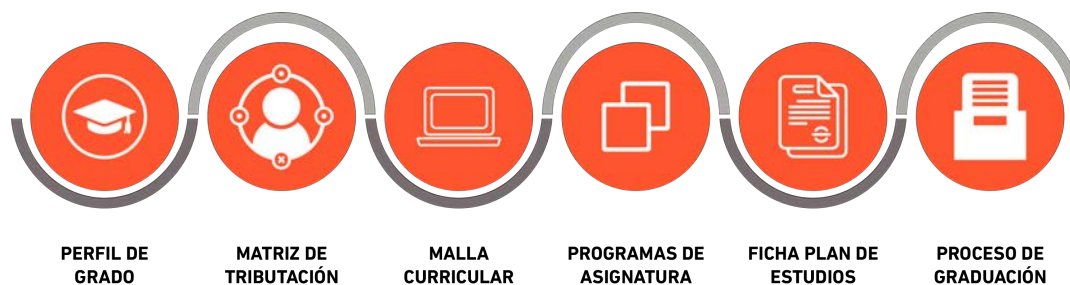 PERFIL DE
GRADO
MATRIZ DE
TRIBUTACIÓN
MALLA
CURRICULAR
PROGRAMAS DE
ASIGNATURA
FICHA PLAN DE
ESTUDIOS
PROCESO DE
GRADUACIÓN